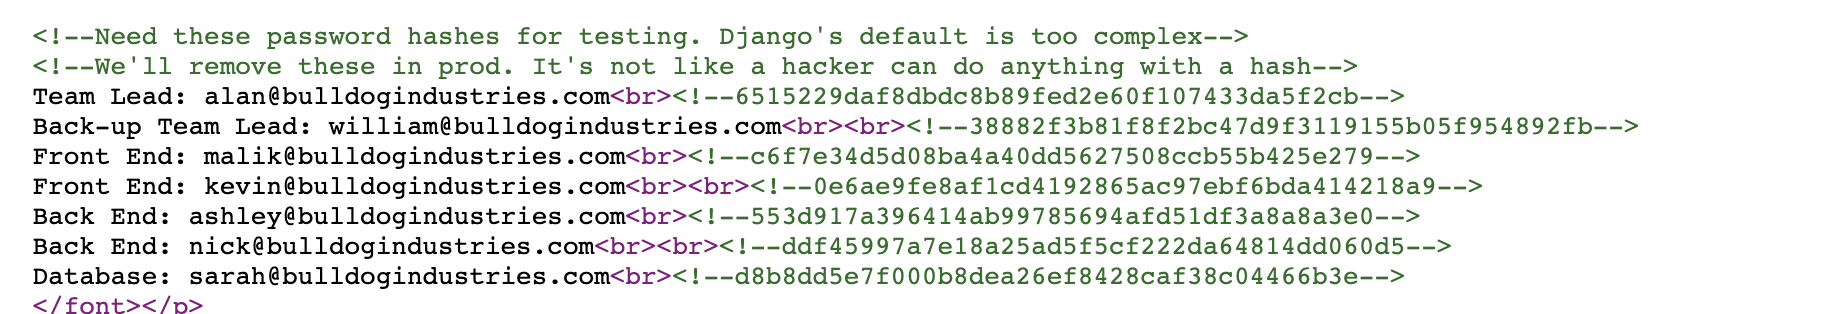 <!--Need these password hashes for testing. Django's default is too complex-->
<!--We'll remove these in prod. It's not like a hacker can do anything with a hash-->
Team Lead: alan@bulldogindustries.com<br><!--6515229daf8dbdc8b89fed2e60f107433da5f2cb-->
Back-up Team Lead: william@bulldogindustries.com<br><br><!--38882f3b81f8f2bc47d9f3119155b05f954892fb-->
Front End: malik@bulldogindustries.com<br><!--c6f7e34d5d08ba4a40dd5627508ccb55b425e279-->
Front End: kevin@bulldogindustries.com<br><br><!--0e6ae9fe8af1cd4192865ac97ebf6bda414218a9-->
Back End: ashley@bulldogindustries.com<br><!--553d917a396414ab99785694afd51df3a8a8a3e0-->
Back End: nick@bulldogindustries.com<br><br><!--ddf45997a7e18a25ad5f5cf222da64814dd060d5-->
Database: sarah@bulldogindustries.com<br><!--d8b8dd5e7f000b8dea26ef8428caf38c04466b3e-->
</font></p>